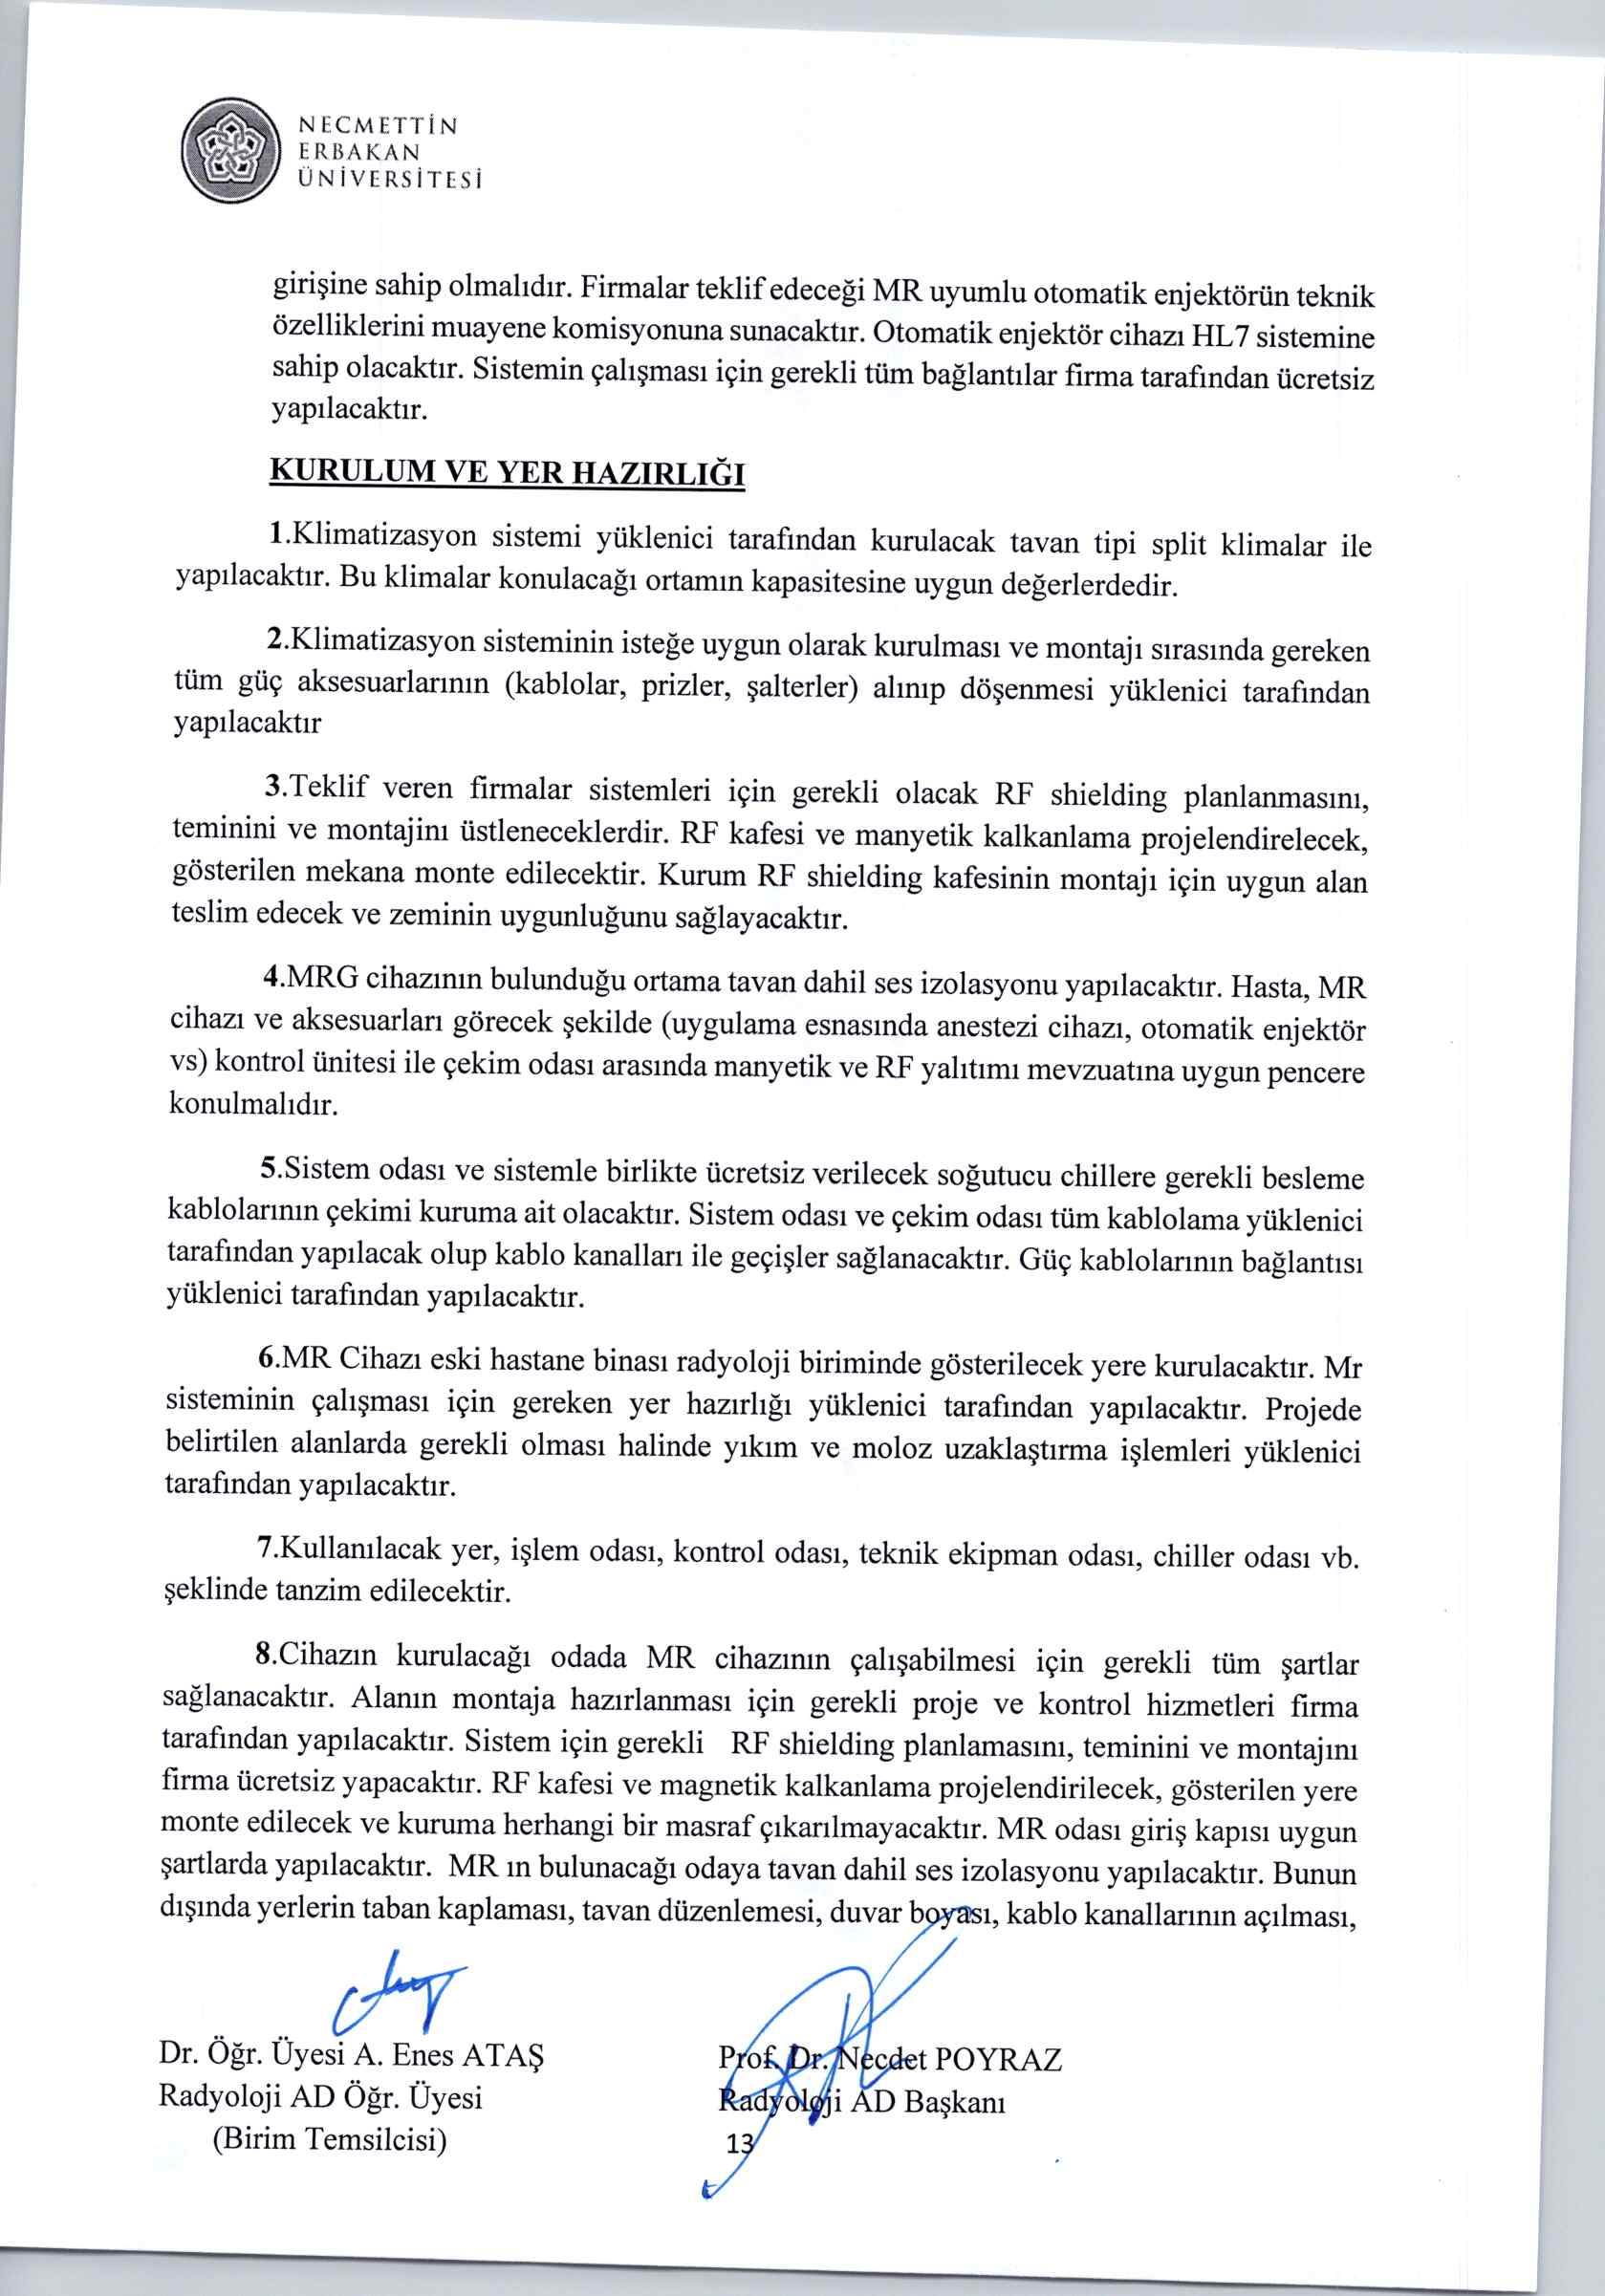 NECMETTİN
ERBAKAN
ÜNİVERSİTESİ
girişine sahip olmalıdır. Firmalar teklif edeceği MR uyumlu otomatik enjektörün teknik
özelliklerini muayene komisyonuna sunacaktır. Otomatik enjektör cihazı HL7 sistemine
sahip olacaktır. Sistemin çalışması için gerekli tüm bağlantılar firma tarafından ücretsiz
yapılacaktır.
KURULUM VE YER HAZIRLIĞI
1.Klimatizasyon sistemi yüklenici tarafından kurulacak tavan tipi split klimalar ile
yapılacaktır. Bu klimalar konulacağı ortamın kapasitesine uygun değerlerdedir.
2.Klimatizasyon sisteminin isteğe uygun olarak kurulması ve montajı sırasında gereken
tüm güç aksesuarlarının (kablolar, prizler, şalterler) alınıp döşenmesi yüklenici tarafından
yapılacaktır
3.Teklif veren firmalar sistemleri için gerekli olacak RF shielding planlanmasını,
teminini ve montajinı üstleneceklerdir. RF kafesi ve manyetik kalkanlama projelendirelecek,
gösterilen mekana monte edilecektir. Kurum RF shielding kafesinin montajı için uygun alan
teslim edecek ve zeminin uygunluğunu sağlayacaktır.
4.MRG cihazının bulunduğu ortama tavan dahil ses izolasyonu yapılacaktır. Hasta, MR
cihazı ve aksesuarları görecek şekilde (uygulama esnasında anestezi cihazı, otomatik enjektör
vs) kontrol ünitesi ile çekim odası arasında manyetik ve RF yalıtımı mevzuatına uygun pencere
konulmalıdır.
5.Sistem odası ve sistemle birlikte ücretsiz verilecek soğutucu chillere gerekli besleme
kablolarının çekimi kuruma ait olacaktır. Sistem odası ve çekim odası tüm kablolama yüklenici
tarafından yapılacak olup kablo kanalları ile geçişler sağlanacaktır. Güç kablolarının bağlantısı
yüklenici tarafından yapılacaktır.
6.MR Cihazı eski hastane binası radyoloji biriminde gösterilecek yere kurulacaktır. Mr
sisteminin çalışması için gereken yer hazırlığı yüklenici tarafından yapılacaktır. Projede
belirtilen alanlarda gerekli olması halinde yıkım ve moloz uzaklaştırma işlemleri yüklenici
tarafından yapılacaktır.
7.Kullanılacak yer, işlem odası, kontrol odası, teknik ekipman odası, chiller odası vb.
şeklinde tanzim edilecektir.
8.Cihazın kurulacağı odada MR cihazının çalışabilmesi için gerekli tüm şartlar
sağlanacaktır. Alanın montaja hazırlanması için gerekli proje ve kontrol hizmetleri firma
tarafından yapılacaktır. Sistem için gerekli RF shielding planlamasını, teminini ve montajını
firma ücretsiz yapacaktır. RF kafesi ve magnetik kalkanlama projelendirilecek, gösterilen yere
monte edilecek ve kuruma herhangi bir masraf çıkarılmayacaktır. MR odası giriş kapısı uygun
şartlarda yapılacaktır. MR ın bulunacağı odaya tavan dahil ses izolasyonu yapılacaktır. Bunun
dışında yerlerin taban kaplaması, tavan düzenlemesi, duvar boyası, kablo kanallarının açılması,
Dr. Öğr. Üyesi A. Enes ATAŞ
Radyoloji AD Öğr. Üyesi
(Birim Temsilcisi)
Prof. Dr. Necdet POYRAZ
Radyoloji AD Başkanı
13